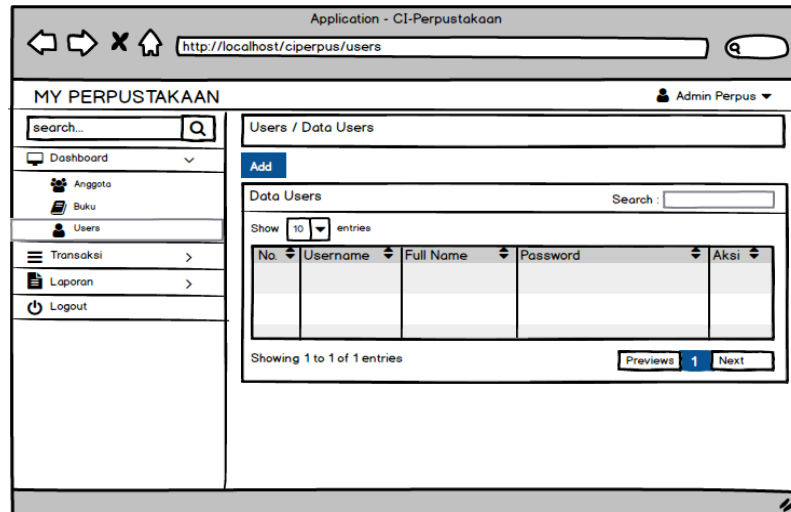 Application - CI-Perpustakaan
http://localhost/ciperpus/users
MY PERPUSTAKAAN
Admin Perpus
search...
Users / Data Users
Dashboard
Add
Anggota
Data Users
Search :
Buku
Users
Show 10 entries
Transaksi
No. Username Full Name Password Aksi
Laporan
Logout
Showing 1 to 1 of 1 entries
Previews 1 Next